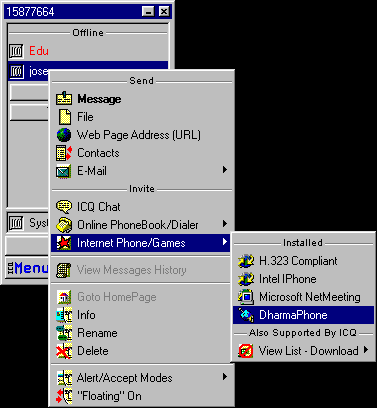 15877664
Offline
Edu
jose
Send
Message
File
Web Page Address (URL)
Contacts
E-Mail
Invite
ICQ Chat
Online PhoneBook/Dialer
Internet Phone/Games
View Messages History
Goto HomePage
Info
Rename
Delete
Alert/Accept Modes
"Floating" On
Installed
H.323 Compliant
Intel IPhone
Microsoft NetMeeting
DharmaPhone
Also Supported By ICQ
View List - Download
Syst
Menu